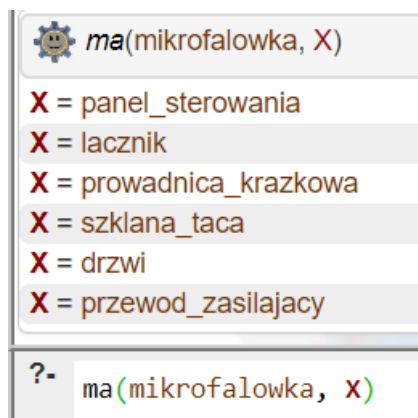 ma(mikrofalowka, X)
X = panel_sterowania
X = lacznik
X = prowadnica_krazkowa
X = szklana_taca
X = drzwi
X = przewod_zasilajacy
?- ma(mikrofalowka, X)